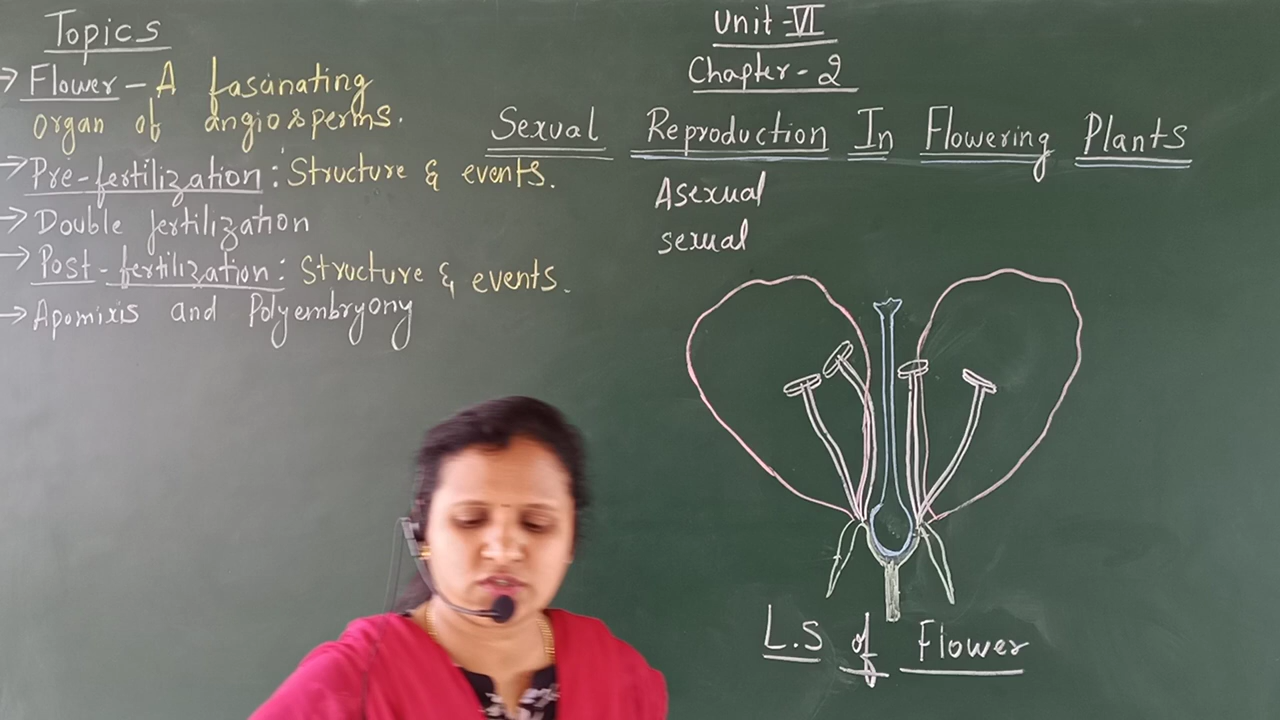 Topics
→ Flower - A fascinating
organ of angiosperms.
→ Pre-fertilization : Structure & events.
→ Double fertilization
→ Post-fertilization : Structure & events.
→ Apomixis and Polyembryony
Unit-VI
Chapter-2
Sexual Reproduction In Flowering Plants
Asexual
sexual
L.S of Flower